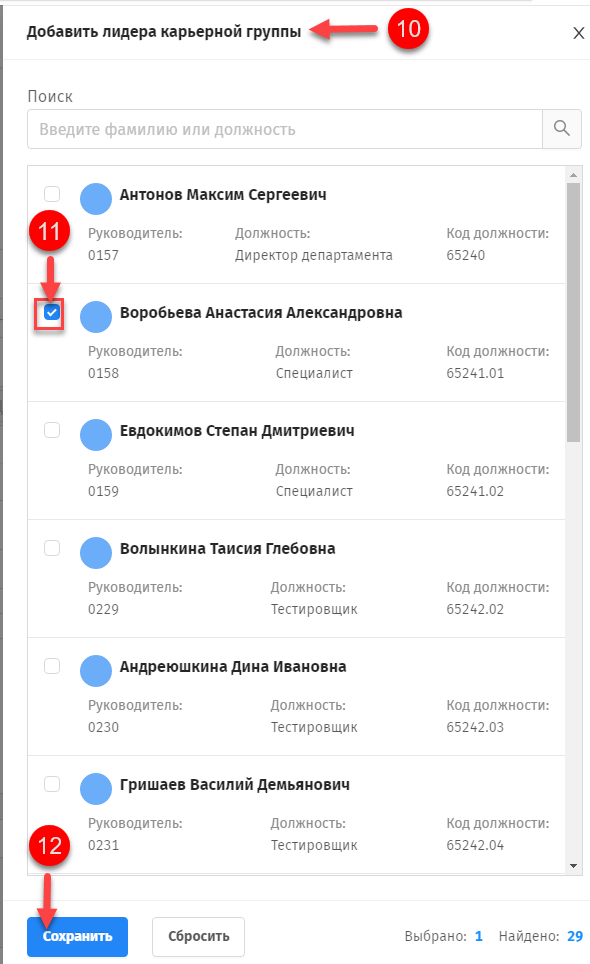 Добавить лидера карьерной группы 10
Поиск
Введите фамилию или должность
Антонов Максим Сергеевич
11 Руководитель: Должность: Код должности:
0157 Директор департамента 65240
Воробьева Анастасия Александровна
Руководитель: Должность: Код должности:
0158 Специалист 65241.01
Евдокимов Степан Дмитриевич
Руководитель: Должность: Код должности:
0159 Специалист 65241.02
Волынкина Таисия Глебовна
Руководитель: Должность: Код должности:
0229 Тестировщик 65242.02
Андреюшкина Дина Ивановна
Руководитель: Должность: Код должности:
0230 Тестировщик 65242.03
Гришаев Василий Демьянович
Руководитель: Должность: Код должности:
12 0231 Тестировщик 65242.04
Сохранить Сбросить Выбрано: 1 Найдено: 29